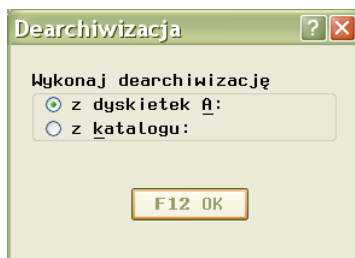 Dearchiwizacja
Wykonaj dearchiwizację
z dyskietek A:
z katalogu:
F12 OK